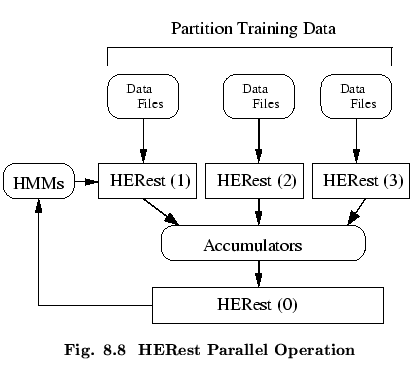 Partition Training Data
Data
Files
Data
Files
Data
Files
HMMs
HERest (1)
HERest (2)
HERest (3)
Accumulators
HERest (0)
Fig. 8.8 HERest Parallel Operation